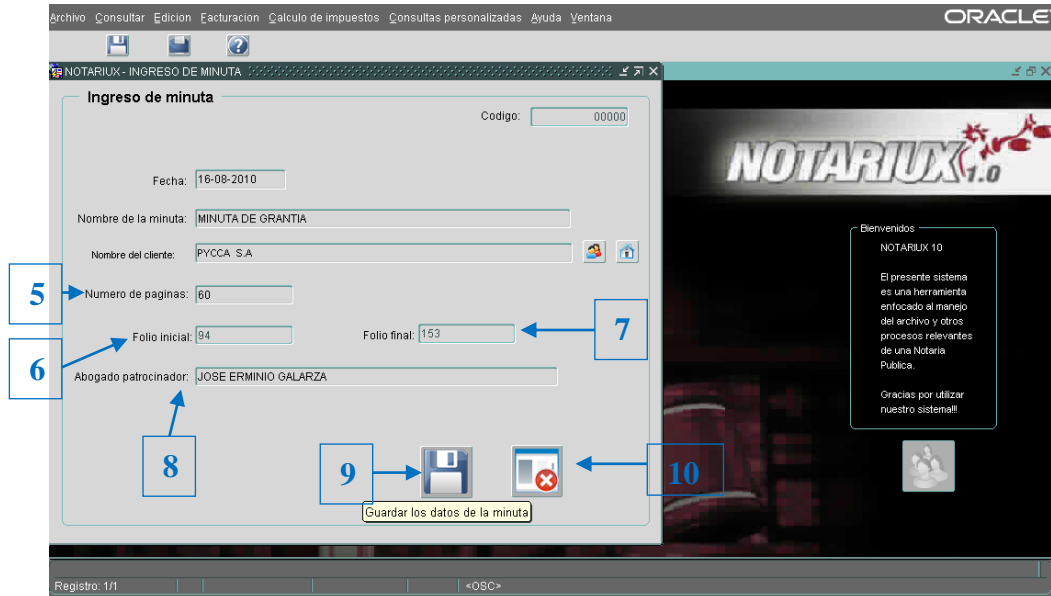 Archivo Consultar Edicion Facturacion Calculo de impuestos Consultas personalizadas Ayuda Ventana
ORACLE
NOTARIUX - INGRESO DE MINUTA
Ingreso de minuta
Codigo: 00000
Fecha: 16-08-2010
Nombre de la minuta: MINUTA DE GRANTIA
Nombre del cliente: PYCCA S.A
5
Numero de paginas: 60
6
Folio inicial: 94
Folio final: 153
7
Abogado patrocinador: JOSE ERMINIO GALARZA
8
9
10
Guardar los datos de la minuta
NOTARIUX 1.0
Bienvenidos
NOTARIUX 10
El presente sistema
es una herramienta
enfocado al manejo
del archivo y otros
procesos relevantes
de una Notaria
Publica.
Gracias por utilizar
nuestro sistema!!!
Registro: 1/1
<OSC>